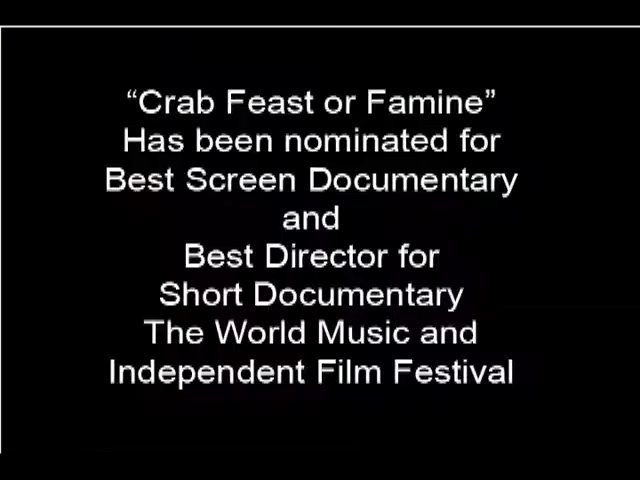 “Crab Feast or Famine”
Has been nominated for
Best Screen Documentary
and
Best Director for
Short Documentary
The World Music and
Independent Film Festival